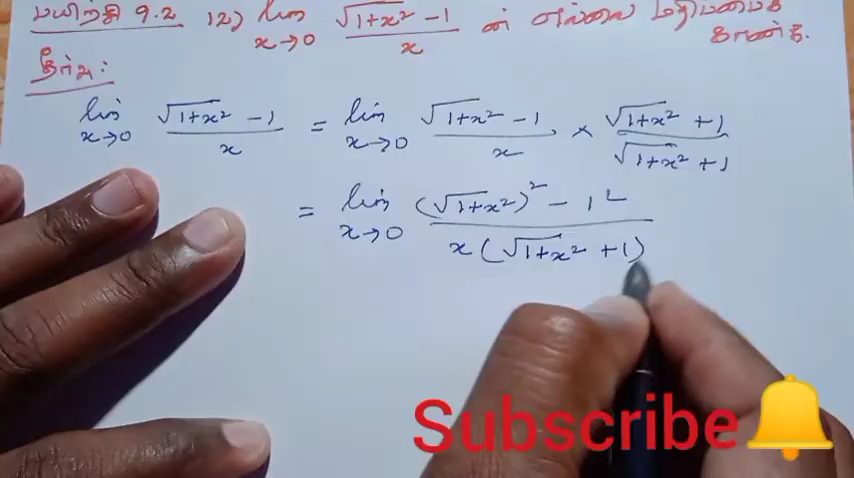 பயிற்சி 9.2 12) lim x→0 √1+x² -1 / x ன் எல்லை மதிப்பைக் காண்க.
தீர்வு:
lim x→0 √1+x² -1 / x = lim x→0 √1+x² -1 / x × √1+x² +1 / √1+x² +1
= lim x→0 (√1+x²)² - 1² / x(√1+x² +1)
Subscribe